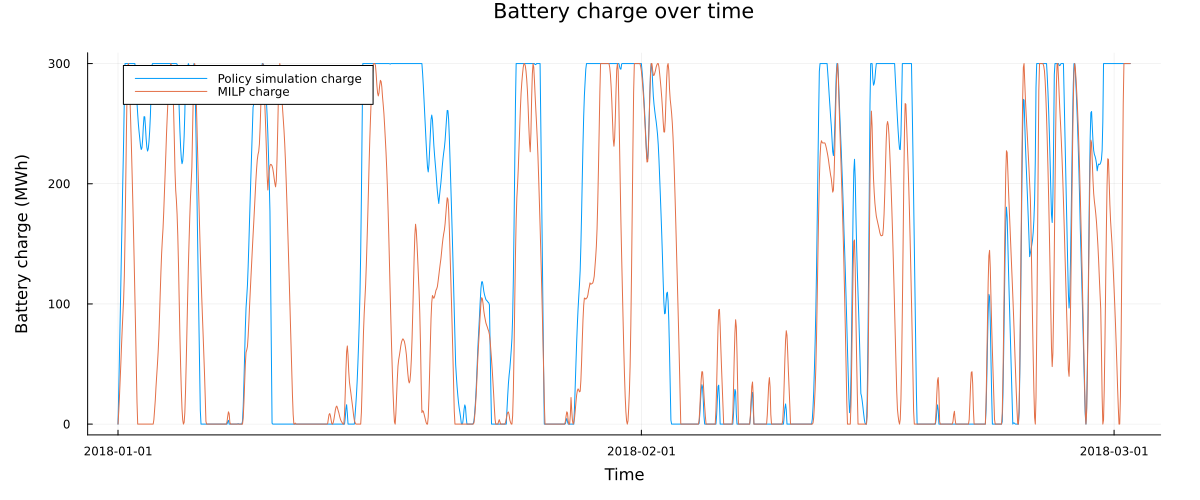 Battery charge over time
Policy simulation charge
MILP charge
Battery charge (MWh)
300
200
100
0
2018-01-01
2018-02-01
2018-03-01
Time